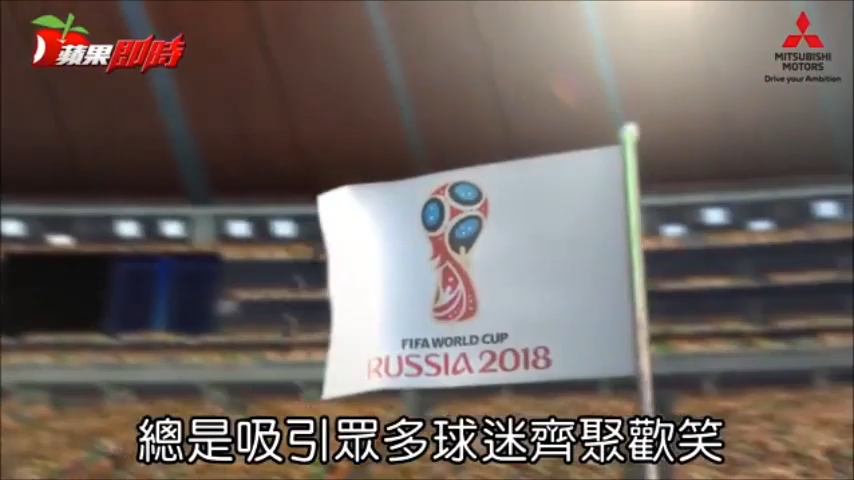 蘋果即時
MITSUBISHI
MOTORS
Drive your Ambition
FIFA WORLD CUP
RUSSIA 2018
總是吸引眾多球迷齊聚歡笑